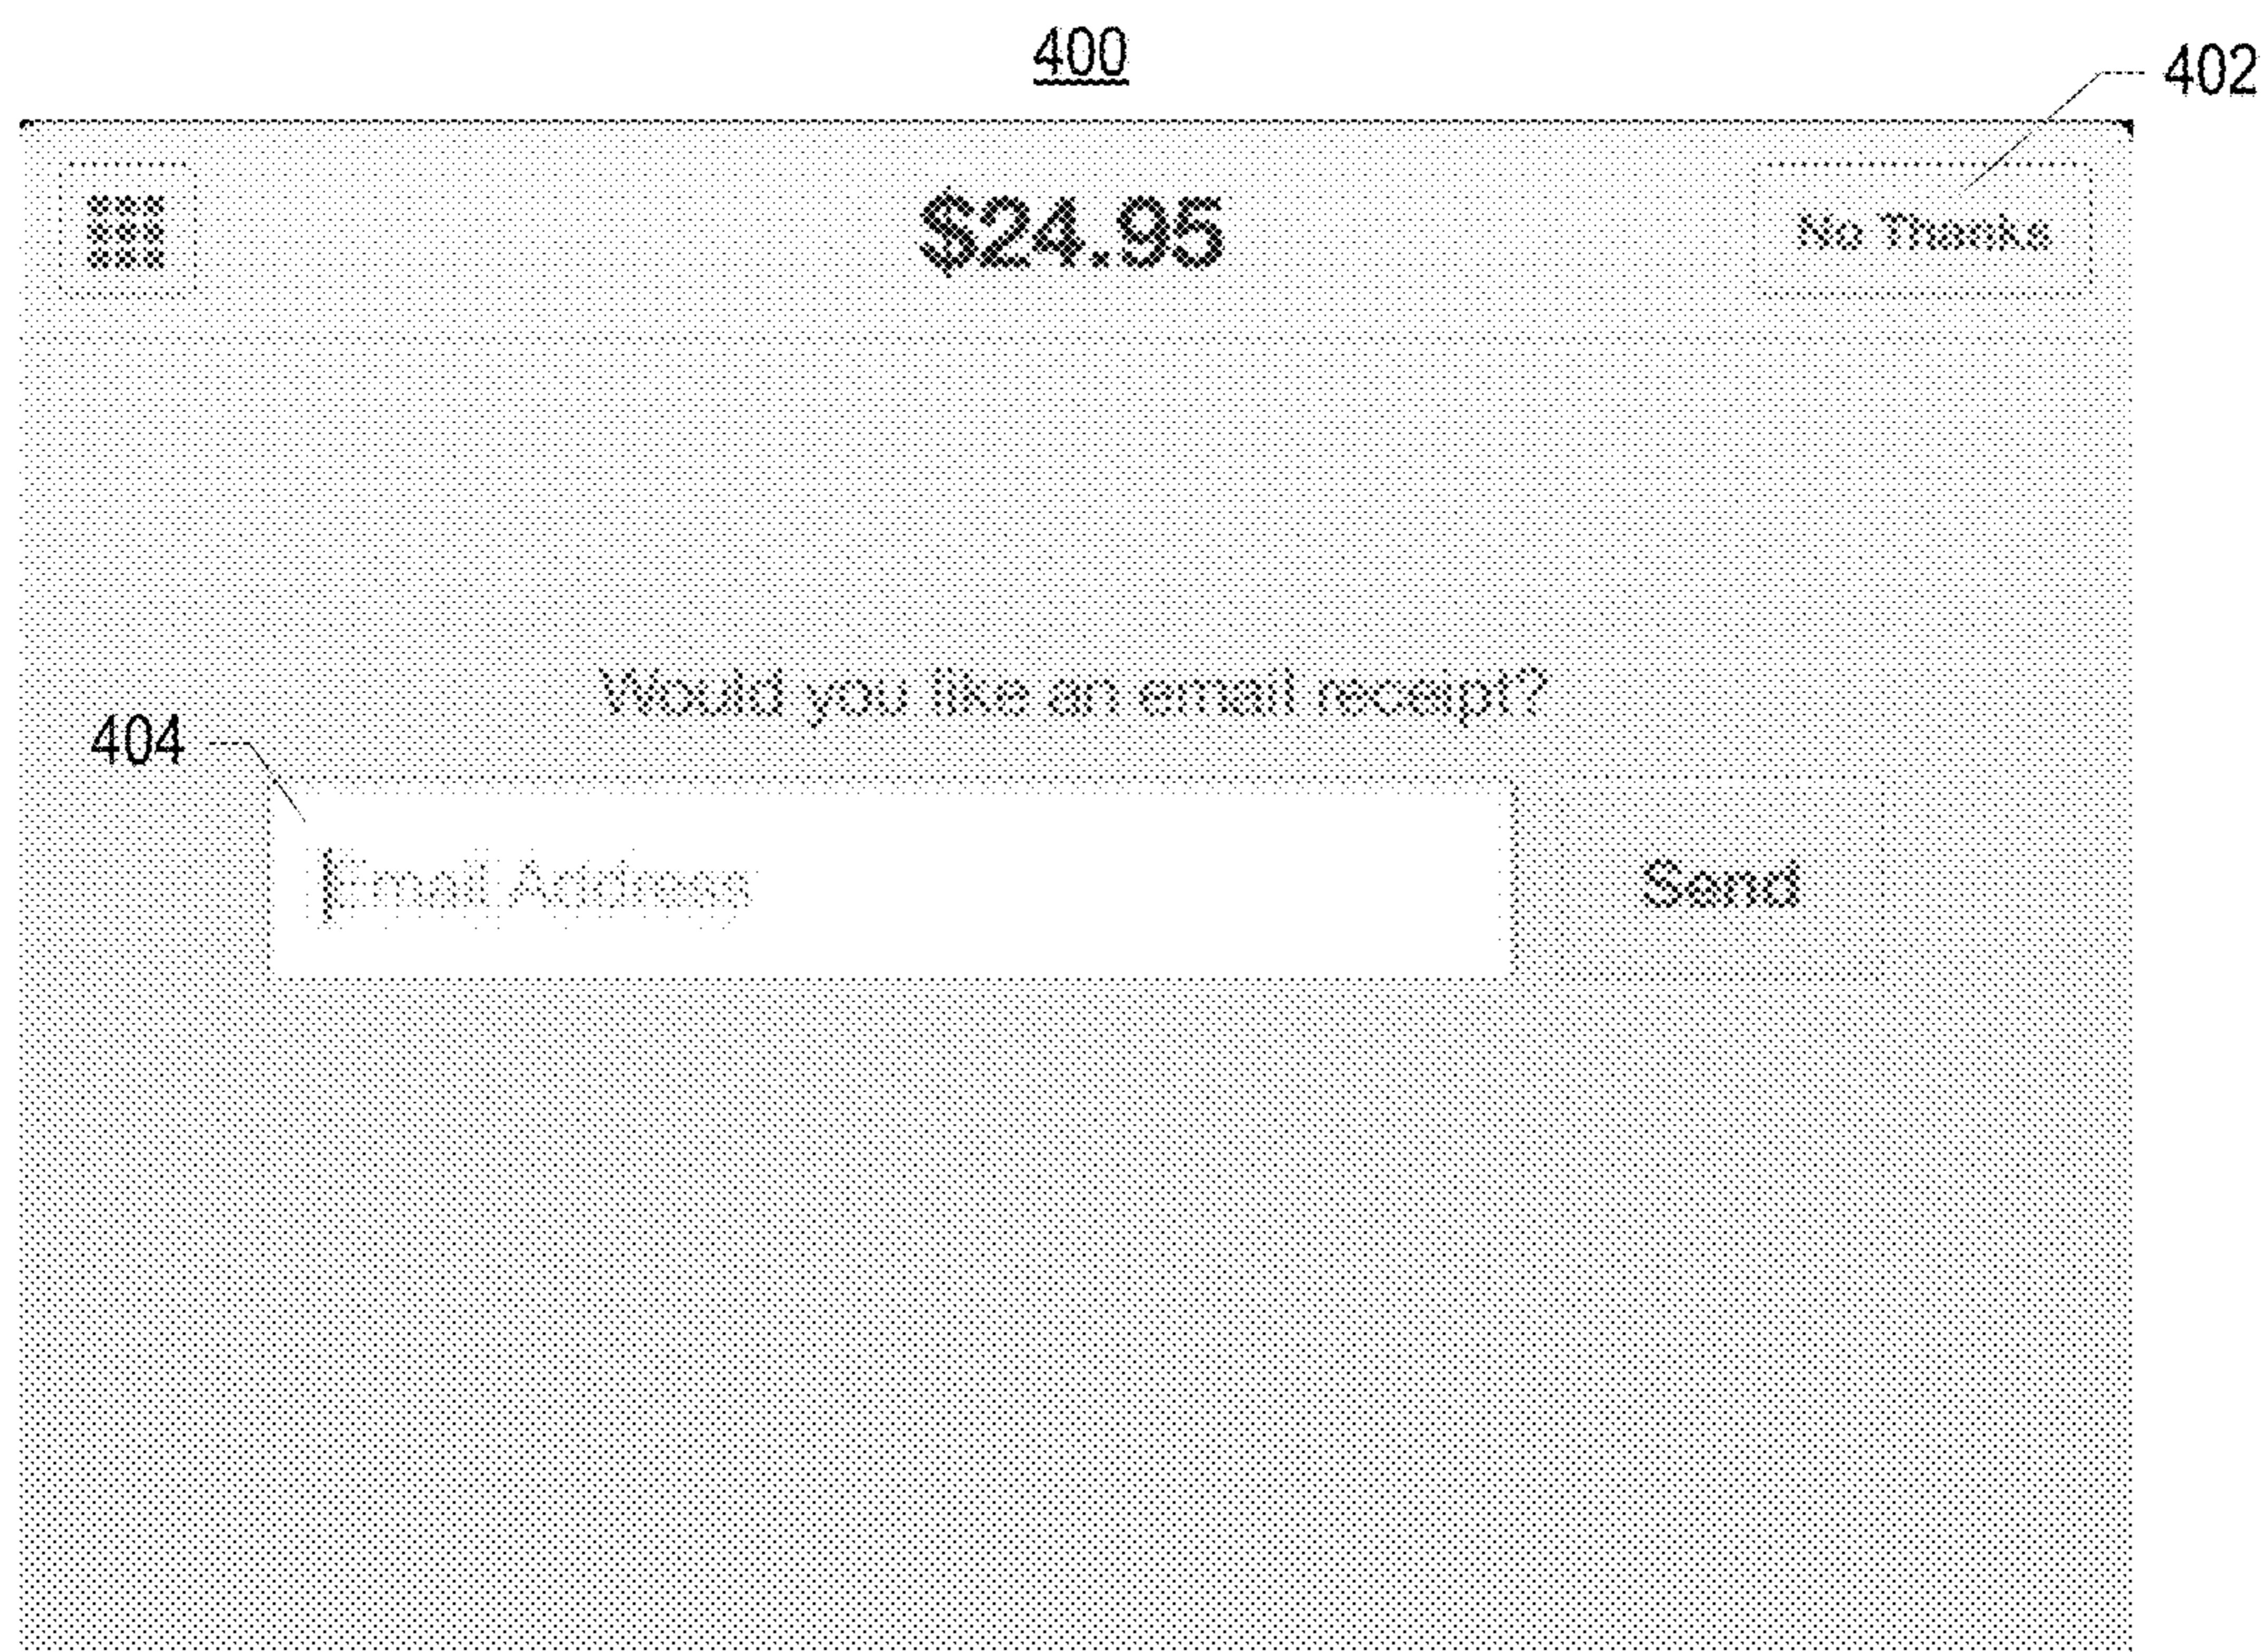 400
402
$24.95
No Thanks
Would you like an email receipt?
404
Email Address
Send